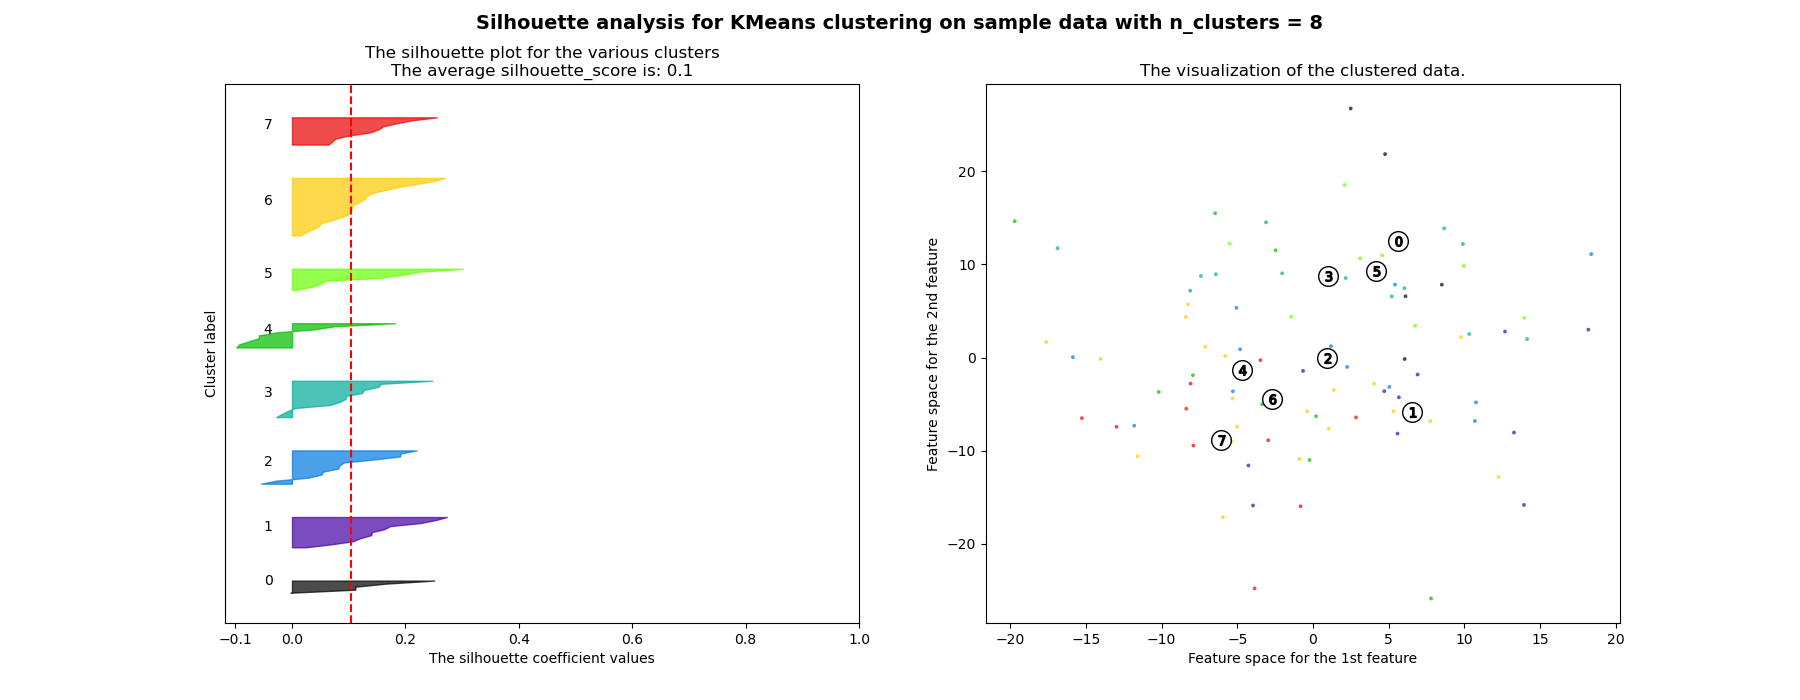 Silhouette analysis for KMeans clustering on sample data with n_clusters = 8
The silhouette plot for the various clusters
The average silhouette_score is: 0.1
7
6
5
4
3
2
1
0
Cluster label
−0.1 0.0 0.2 0.4 0.6 0.8 1.0
The silhouette coefficient values
The visualization of the clustered data.
20
10
0
−10
−20
Feature space for the 2nd feature
0
5
3
2
4
6
1
7
−20 −15 −10 −5 0 5 10 15 20
Feature space for the 1st feature